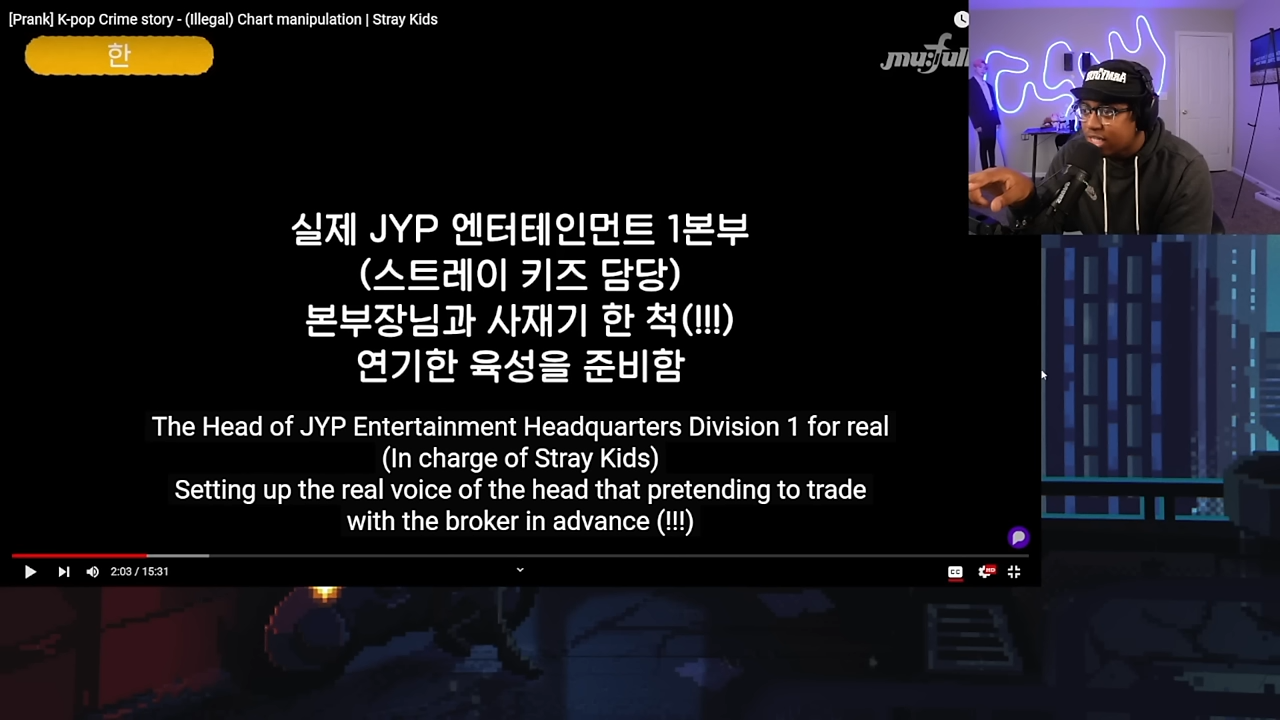 [Prank] K-pop Crime story - (Illegal) Chart manipulation | Stray Kids
한
mu:full
실제 JYP 엔터테인먼트 1본부
(스트레이 키즈 담당)
본부장님과 사재기 한 척(!!!)
연기한 육성을 준비함
The Head of JYP Entertainment Headquarters Division 1 for real
(In charge of Stray Kids)
Setting up the real voice of the head that pretending to trade
with the broker in advance (!!!)
2:03 / 15:31
CC
HD